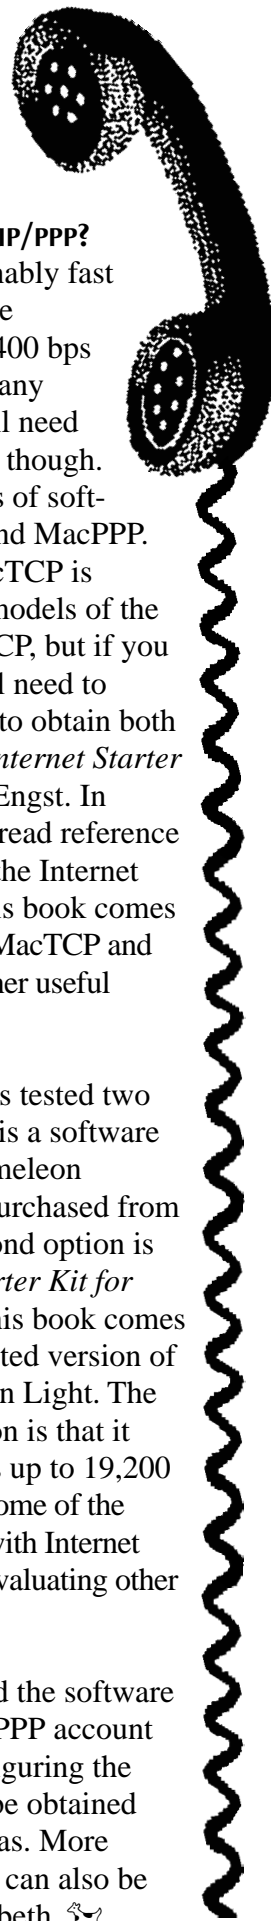 IP/PPP?
nably fast
e
400 bps
any
ll need
though.
s of soft-
nd MacPPP.
cTCP is
models of the
CP, but if you
l need to
to obtain both
nternet Starter
Engst. In
read reference
the Internet
is book comes
MacTCP and
her useful
s tested two
is a software
meleon
urchased from
ond option is
rter Kit for
his book comes
ted version of
n Light. The
on is that it
s up to 19,200
ome of the
with Internet
valuating other
d the software
PPP account
guring the
be obtained
as. More
can also be
beth.